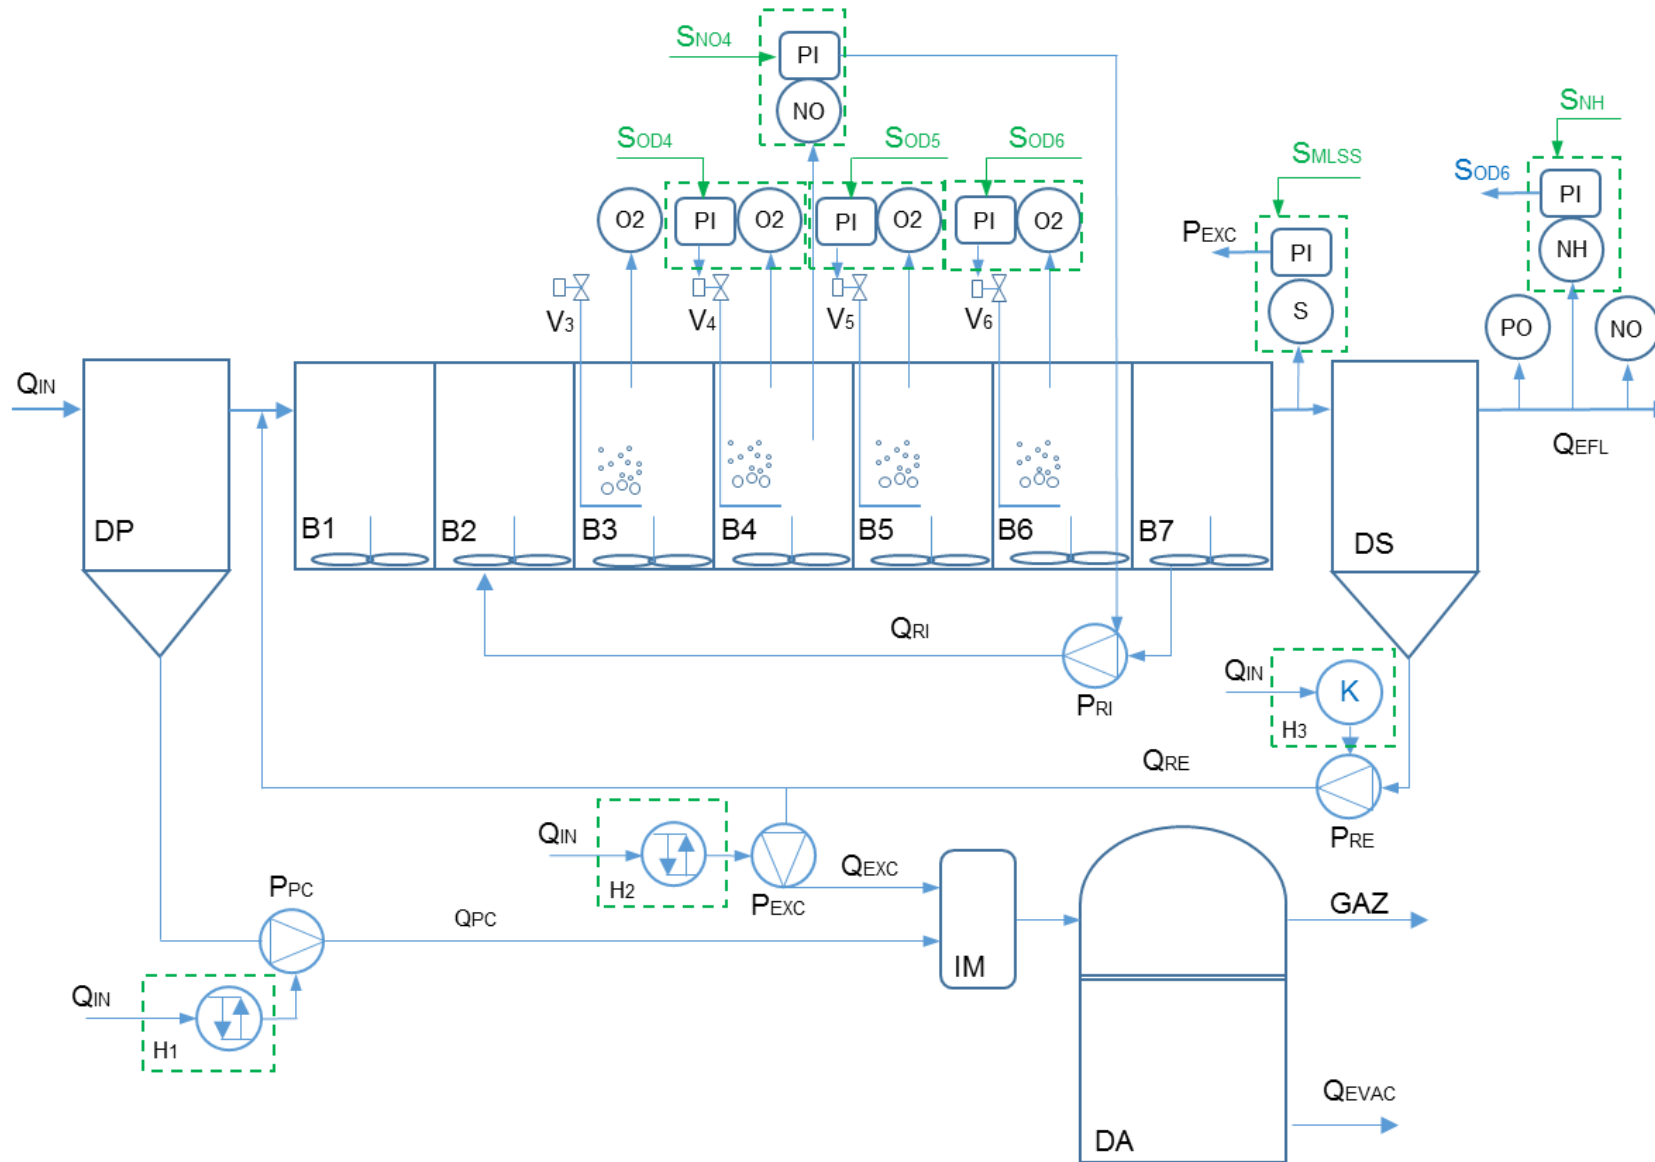 SNO4
PI
NO
SNH
SOD4
SOD5
SOD6
SMLSS
SOD6
PI
O2
PI
O2
PI
O2
PI
O2
PEXC
PI
NH
PI
S
V3
V4
V5
V6
PO
NO
QIN
QEFL
DP
B1
B2
B3
B4
B5
B6
B7
DS
QRI
PRI
QIN
K
H3
QRE
PRE
QIN
H2
PEXC
QEXC
PPC
QPC
IM
GAZ
QIN
H1
QEVAC
DA